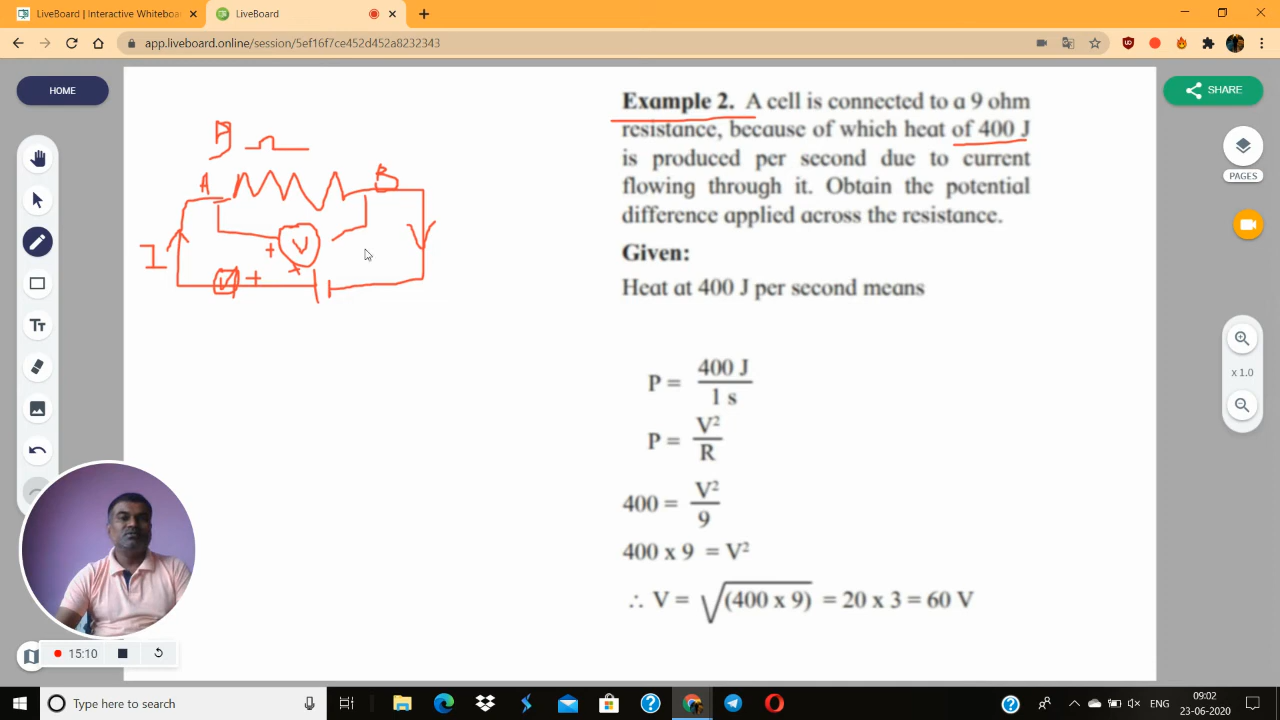 LiveBoard | Interactive Whiteboa
LiveBoard
app.liveboard.online/session/5ef16f7ce452d452a8232343
HOME
SHARE
PAGES
x 1.0
A
B
V
+
+
I
+
Example 2. A cell is connected to a 9 ohm
resistance, because of which heat of 400 J
is produced per second due to current
flowing through it. Obtain the potential
difference applied across the resistance.
Given:
Heat at 400 J per second means
P = 400 J / 1 s
P = V² / R
400 = V² / 9
400 x 9 = V²
∴ V = √(400 x 9) = 20 x 3 = 60 V
15:10
Type here to search
ENG
09:02
23-06-2020